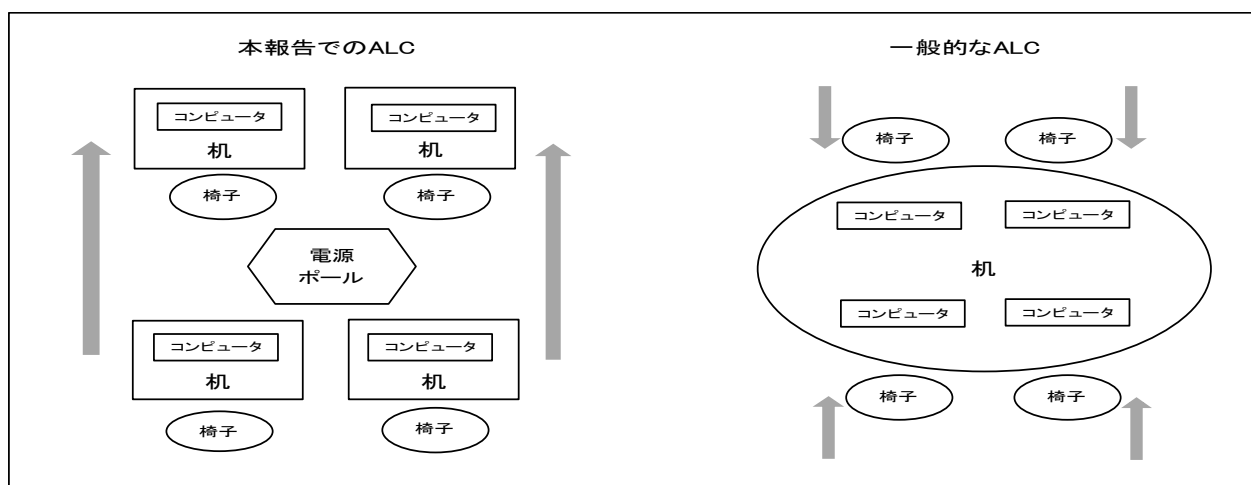 本報告でのALC
コンピュータ
机
椅子
コンピュータ
机
椅子
電源
ポール
コンピュータ
机
椅子
コンピュータ
机
椅子
一般的なALC
椅子
椅子
コンピュータ
コンピュータ
机
コンピュータ
コンピュータ
椅子
椅子